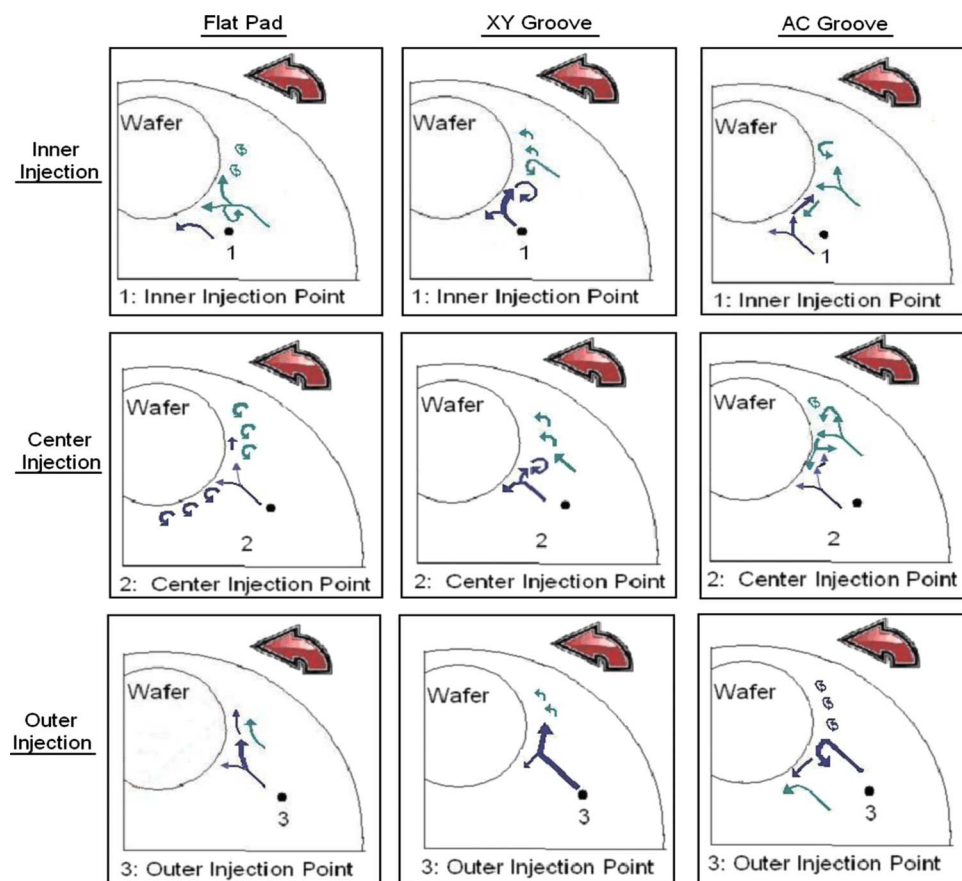 Flat Pad
XY Groove
AC Groove
Inner
Injection
Wafer
1
1: Inner Injection Point
Wafer
1
1: Inner Injection Point
Wafer
1
1: Inner Injection Point
Center
Injection
Wafer
2
2: Center Injection Point
Wafer
2
2: Center Injection Point
Wafer
2
2: Center Injection Point
Outer
Injection
Wafer
3
3: Outer Injection Point
Wafer
3
3: Outer Injection Point
Wafer
3
3: Outer Injection Point